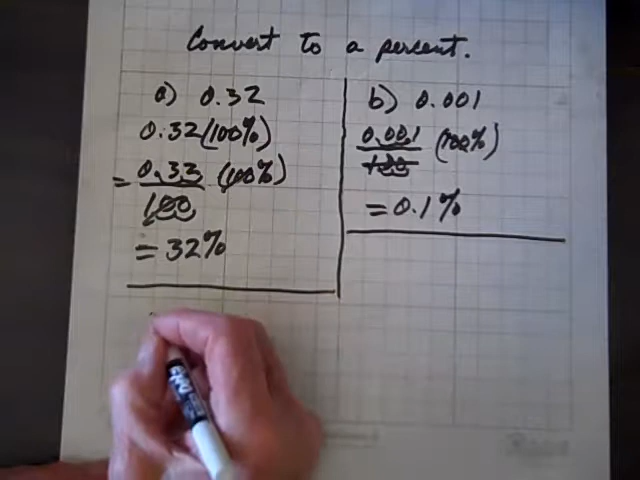 Convert to a percent.
a) 0.32
0.32(100%)
= 0.32 (100%)
100
= 32%
b) 0.001
0.001 (100%)
100
= 0.1%